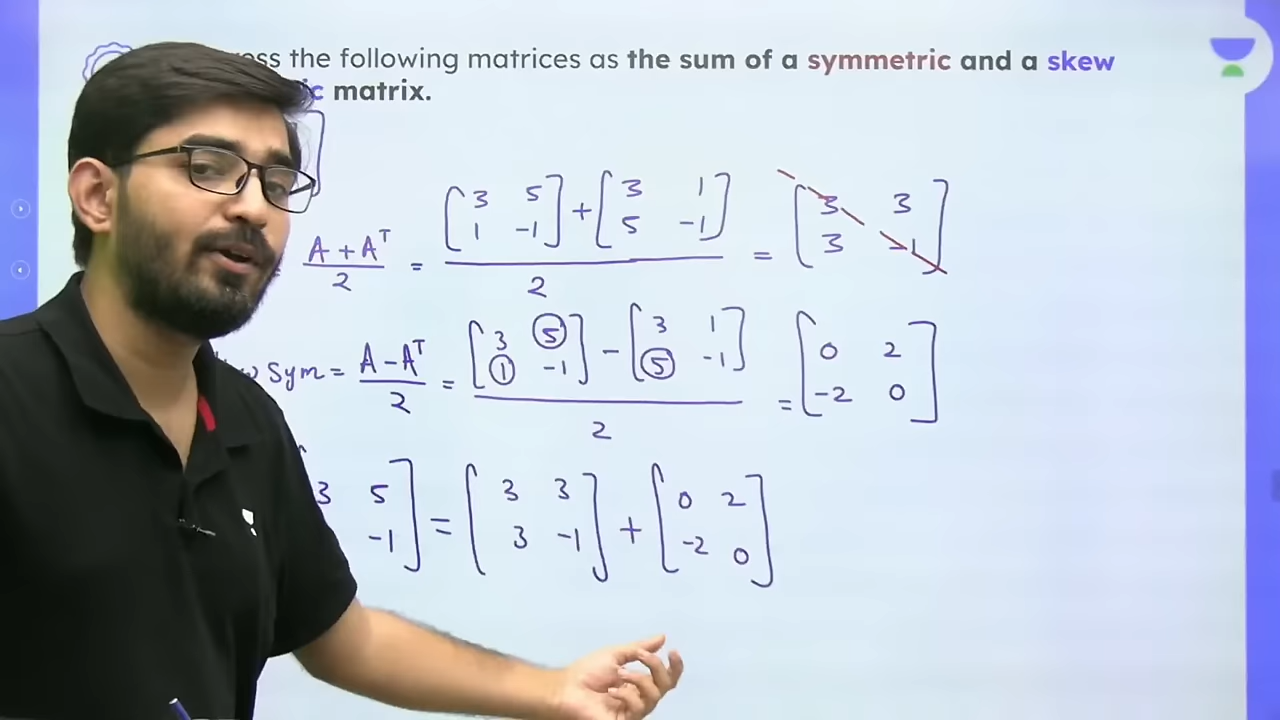 the following matrices as the sum of a symmetric and a skew
matrix.
[3 5 1 -1] + [3 1 5 -1]
A + Aᵀ / 2 = / 2 = [3 3 3 -1]
[3 5 1 -1] - [3 1 5 -1]
Sym = A - Aᵀ / 2 = / 2 = [0 2 -2 0]
3 5 ] = [3 3 ] + [0 2
-1 ] [3 -1] [-2 0]